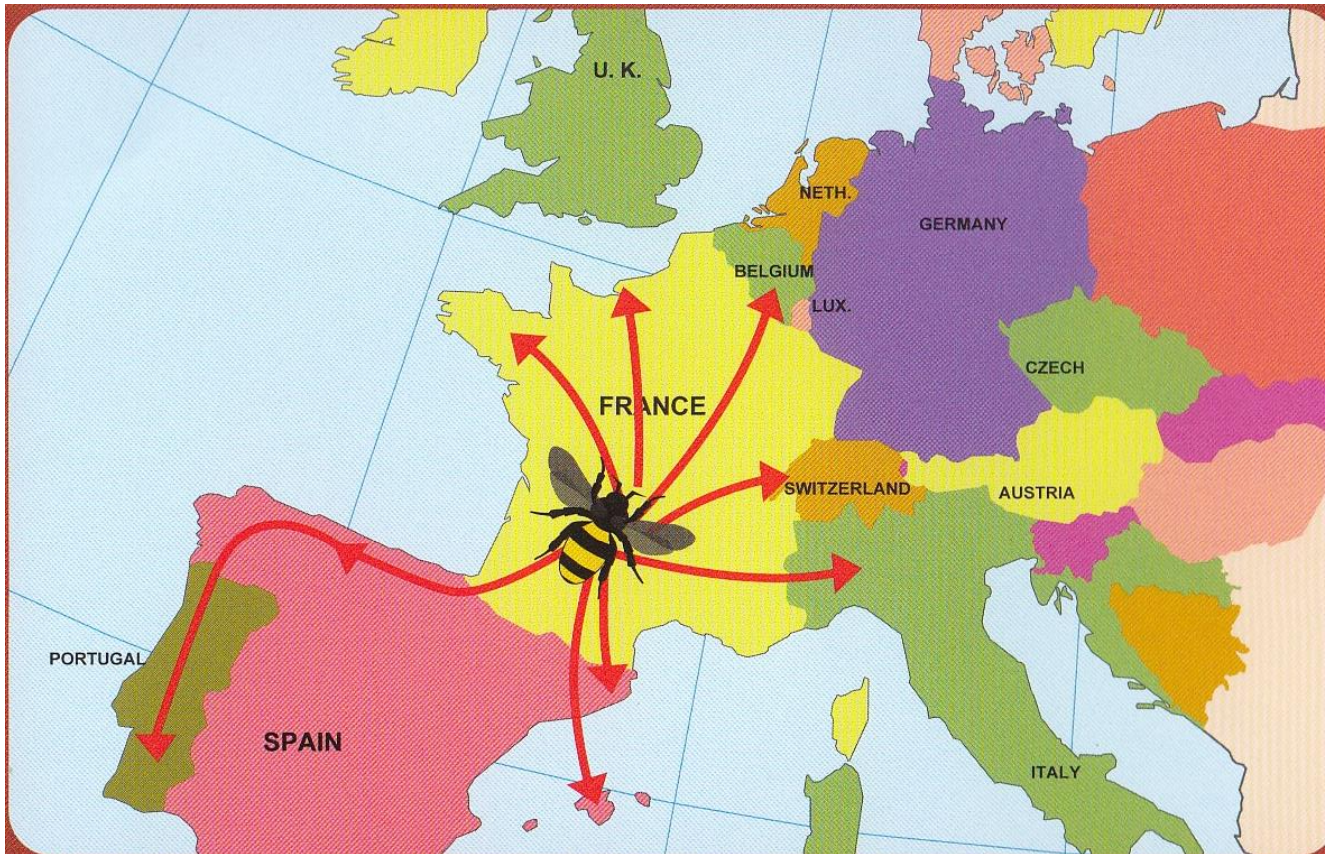 U. K.
NETH.
GERMANY
BELGIUM
LUX.
CZECH
FRANCE
SWITZERLAND
AUSTRIA
PORTUGAL
SPAIN
ITALY